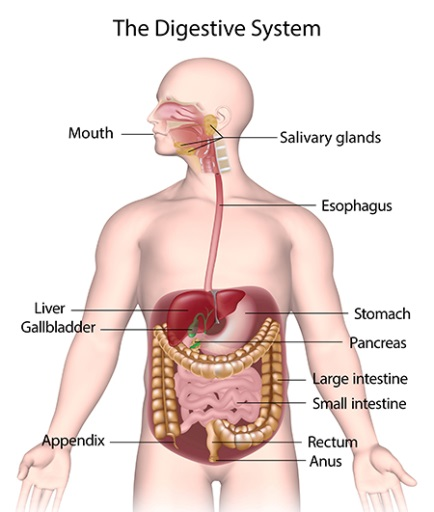 The Digestive System
Mouth
Salivary glands
Esophagus
Liver
Stomach
Gallbladder
Pancreas
Large intestine
Small intestine
Appendix
Rectum
Anus